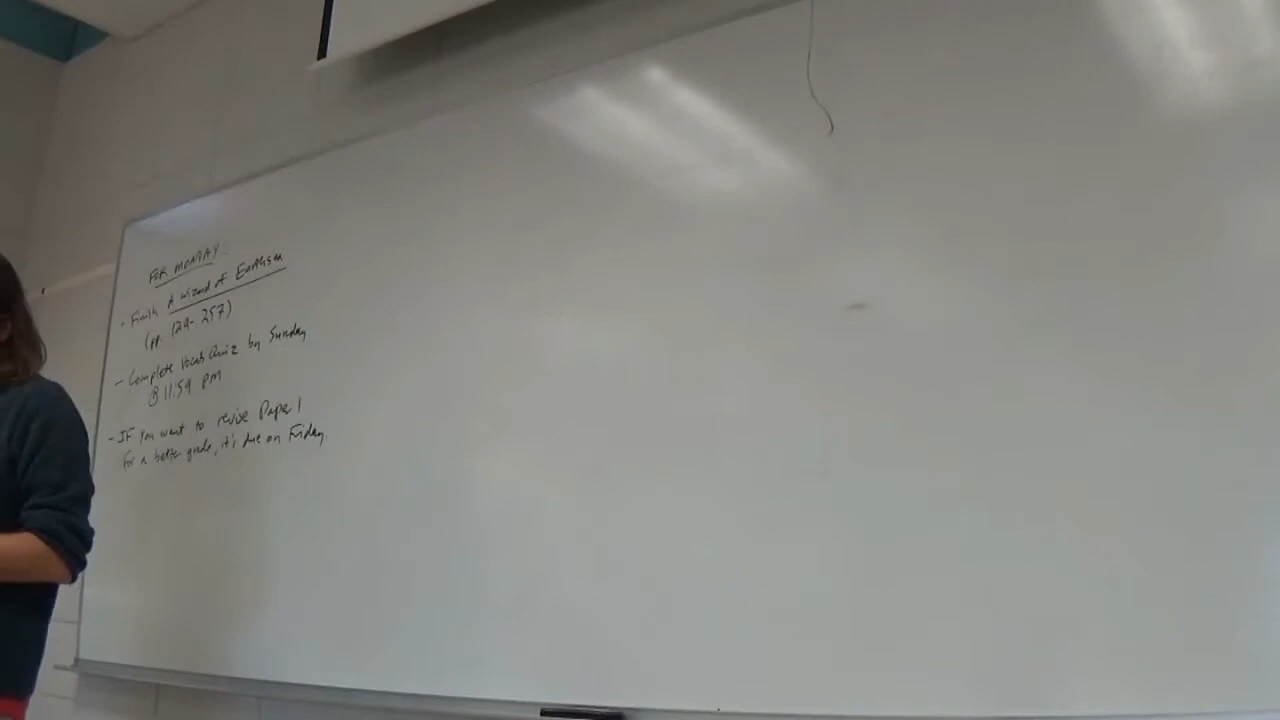 FOR MONDAY:
- Finish A Wizard of Earthsea
(pp. 124-257)
- Complete Vocab Quiz by Sunday
@ 11:59 PM
- IF you want to revise Paper 1
for a better grade, it's due on Friday